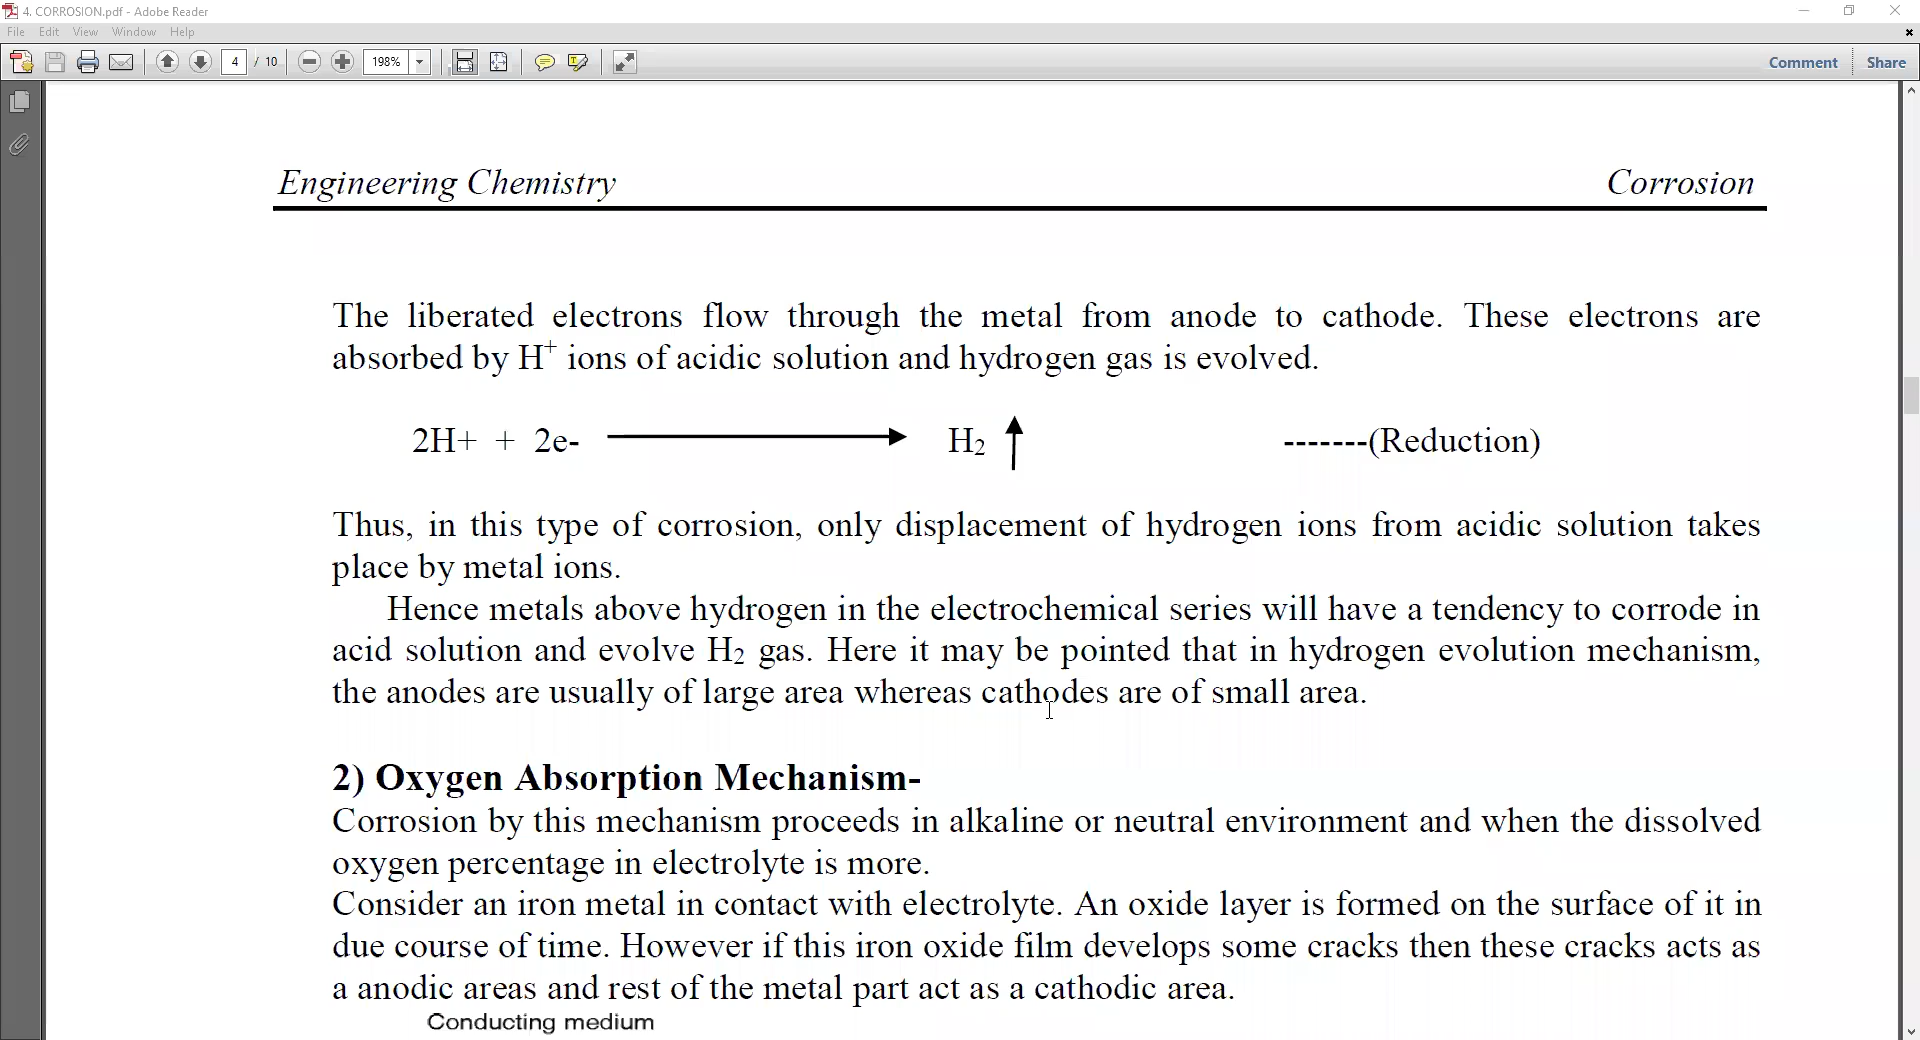 4. CORROSION.pdf - Adobe Reader
File Edit View Window Help
4 / 10 198% Comment Share
Engineering Chemistry Corrosion
The liberated electrons flow through the metal from anode to cathode. These electrons are
absorbed by H⁺ ions of acidic solution and hydrogen gas is evolved.
2H+ + 2e- ⟶ H₂ ↑ -------(Reduction)
Thus, in this type of corrosion, only displacement of hydrogen ions from acidic solution takes
place by metal ions.
Hence metals above hydrogen in the electrochemical series will have a tendency to corrode in
acid solution and evolve H₂ gas. Here it may be pointed that in hydrogen evolution mechanism,
the anodes are usually of large area whereas cathodes are of small area.
2) Oxygen Absorption Mechanism-
Corrosion by this mechanism proceeds in alkaline or neutral environment and when the dissolved
oxygen percentage in electrolyte is more.
Consider an iron metal in contact with electrolyte. An oxide layer is formed on the surface of it in
due course of time. However if this iron oxide film develops some cracks then these cracks acts as
a anodic areas and rest of the metal part act as a cathodic area.
Conducting medium